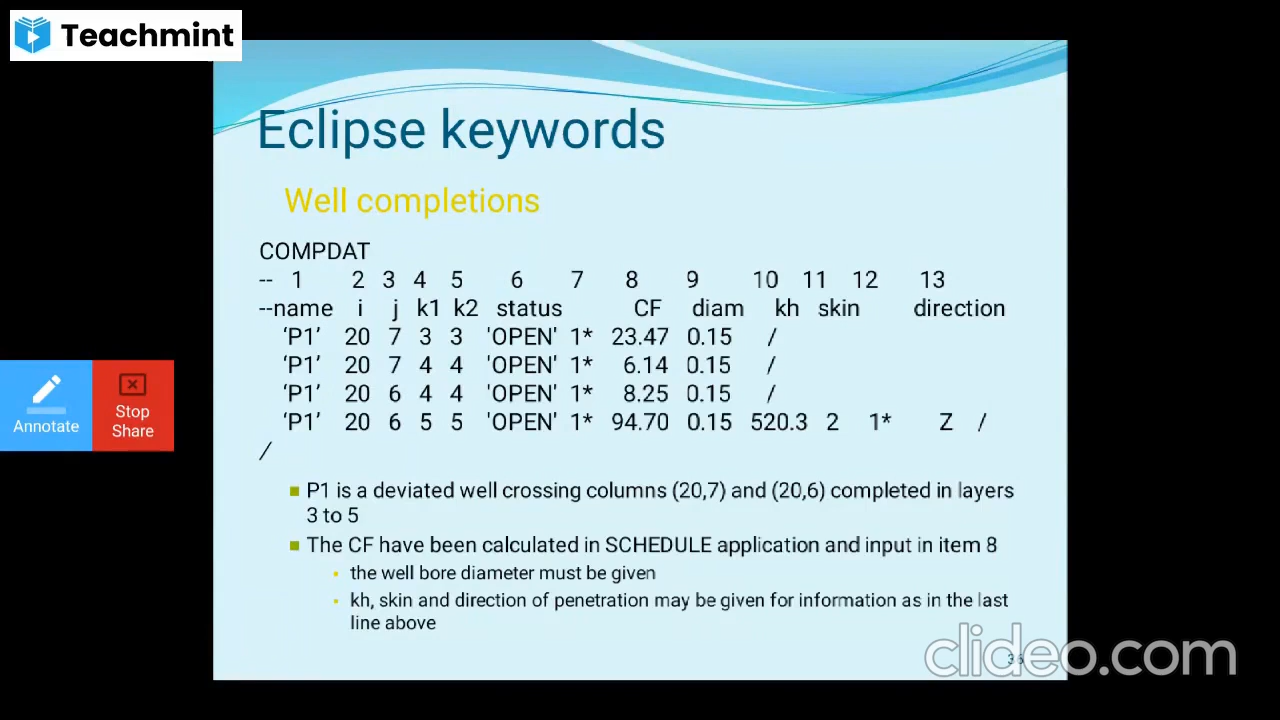 Teachmint
Eclipse keywords
Well completions
COMPDAT
-- 1 2 3 4 5 6 7 8 9 10 11 12 13
--name i j k1 k2 status CF diam kh skin direction
‘P1’ 20 7 3 3 'OPEN' 1* 23.47 0.15 /
‘P1’ 20 7 4 4 'OPEN' 1* 6.14 0.15 /
‘P1’ 20 6 4 4 'OPEN' 1* 8.25 0.15 /
‘P1’ 20 6 5 5 'OPEN' 1* 94.70 0.15 520.3 2 1* Z /
/
Annotate
Stop
Share
P1 is a deviated well crossing columns (20,7) and (20,6) completed in layers
3 to 5
The CF have been calculated in SCHEDULE application and input in item 8
the well bore diameter must be given
kh, skin and direction of penetration may be given for information as in the last
line above
clideo.com